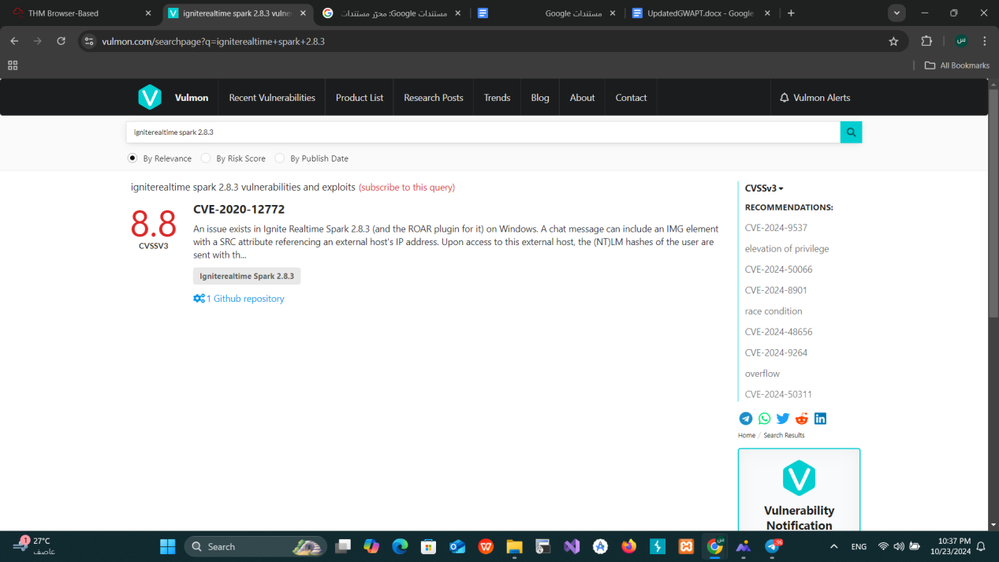 THM Browser-Based
igniterealtime spark 2.8.3 vulne
مستندات Google: محرّر مستندات
مستندات Google
UpdatedGWAPT.docx - Google
vulmon.com/searchpage?q=igniterealtime+spark+2.8.3
س
All Bookmarks
Vulmon
Recent Vulnerabilities
Product List
Research Posts
Trends
Blog
About
Contact
Vulmon Alerts
igniterealtime spark 2.8.3
By Relevance
By Risk Score
By Publish Date
igniterealtime spark 2.8.3 vulnerabilities and exploits (subscribe to this query)
8.8
CVSSV3
CVE-2020-12772
An issue exists in Ignite Realtime Spark 2.8.3 (and the ROAR plugin for it) on Windows. A chat message can include an IMG element
with a SRC attribute referencing an external host's IP address. Upon access to this external host, the (NT)LM hashes of the user are
sent with th...
Igniterealtime Spark 2.8.3
1 Github repository
CVSSv3
RECOMMENDATIONS:
CVE-2024-9537
elevation of privilege
CVE-2024-50066
CVE-2024-8901
race condition
CVE-2024-48656
CVE-2024-9264
overflow
CVE-2024-50311
Home / Search Results
Vulnerability
Notification
1
27°C
عاصف
Search
ENG
10:37 PM
10/23/2024